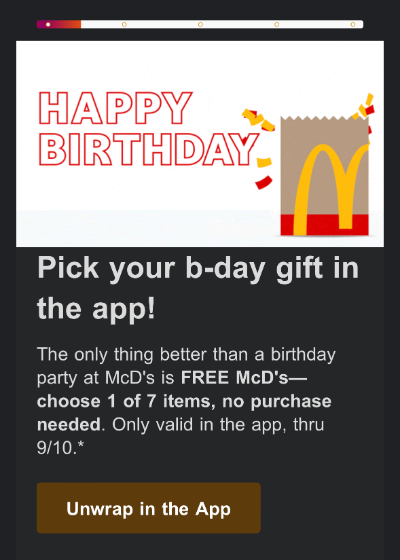 HAPPY
BIRTHDAY
Pick your b-day gift in
the app!
The only thing better than a birthday
party at McD's is FREE McD's—
choose 1 of 7 items, no purchase
needed. Only valid in the app, thru
9/10.*
Unwrap in the App